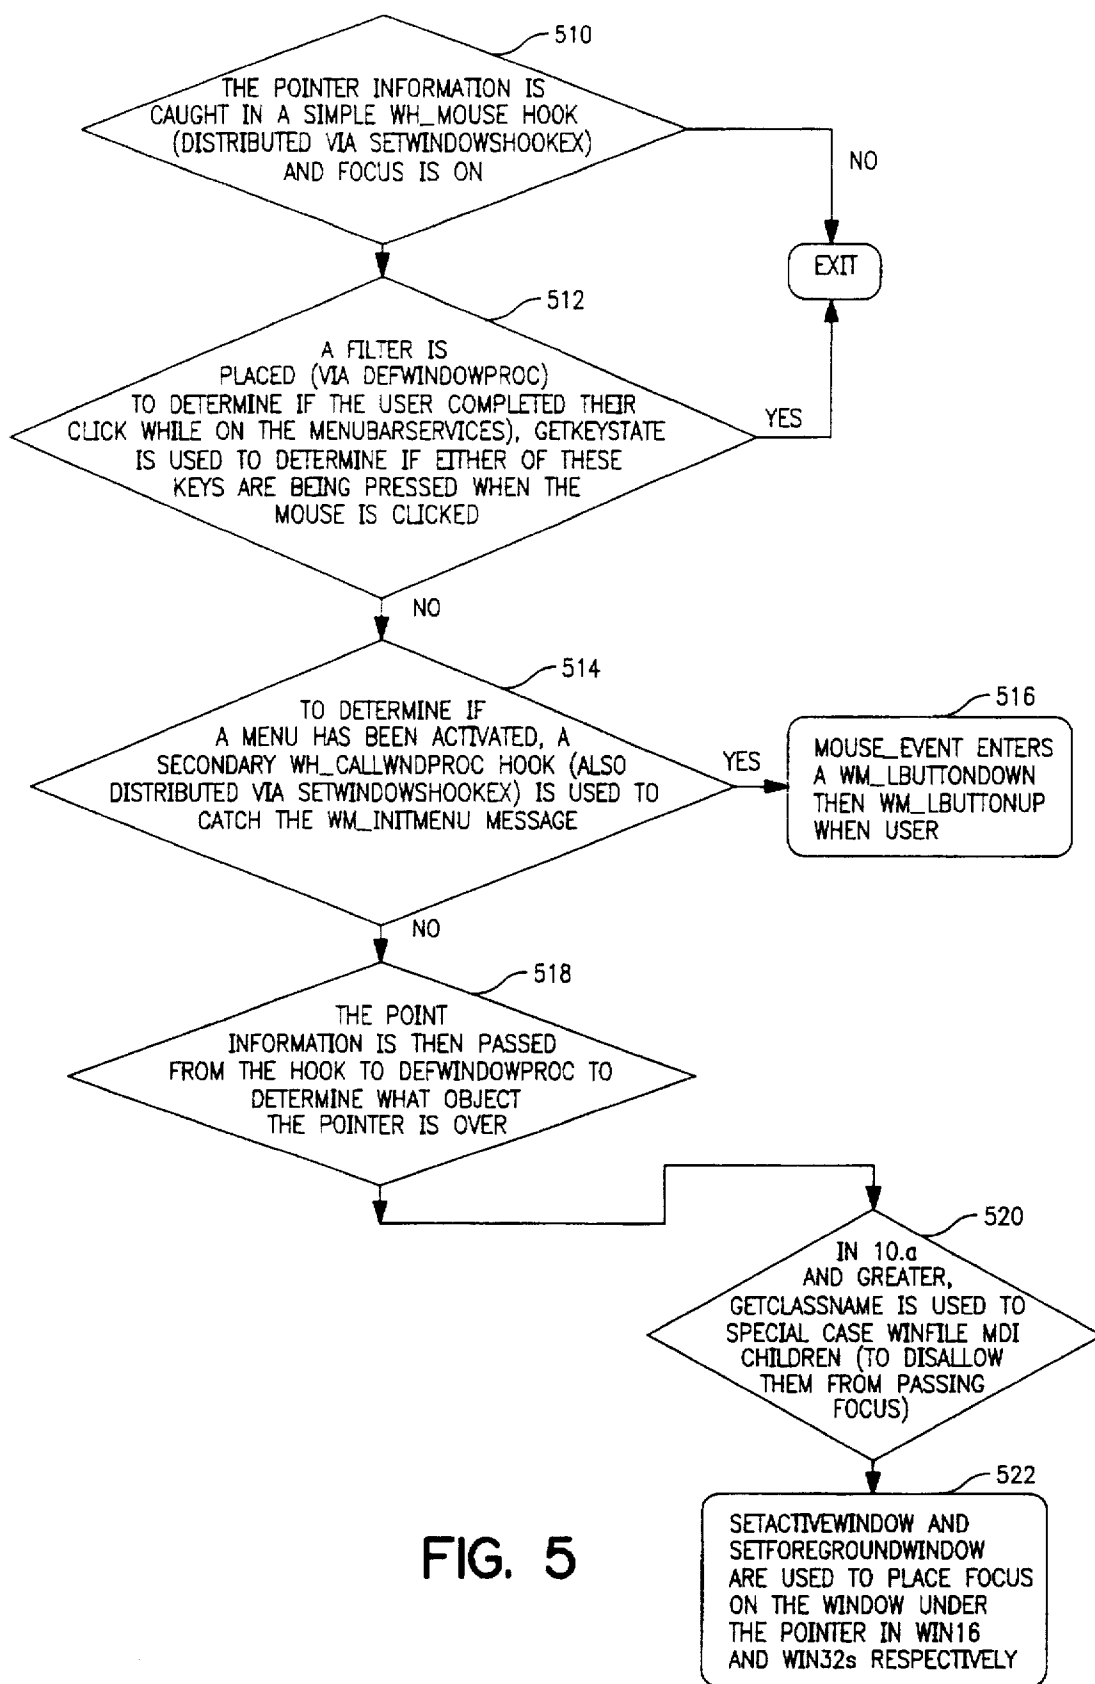 510
THE POINTER INFORMATION IS
CAUGHT IN A SIMPLE WH_MOUSE HOOK
(DISTRIBUTED VIA SETWINDOWSHOOKEX)
AND FOCUS IS ON
NO
EXIT
512
A FILTER IS
PLACED (VIA DEFWINDOWPROC)
TO DETERMINE IF THE USER COMPLETED THEIR
CLICK WHILE ON THE MENUBARSERVICES), GETKEYSTATE
IS USED TO DETERMINE IF EITHER OF THESE
KEYS ARE BEING PRESSED WHEN THE
MOUSE IS CLICKED
YES
NO
514
TO DETERMINE IF
A MENU HAS BEEN ACTIVATED, A
SECONDARY WH_CALLWNDPROC HOOK (ALSO
DISTRIBUTED VIA SETWINDOWSHOOKEX) IS USED TO
CATCH THE WM_INITMENU MESSAGE
YES
516
MOUSE_EVENT ENTERS
A WM_LBUTTONDOWN
THEN WM_LBUTTONUP
WHEN USER
NO
518
THE POINT
INFORMATION IS THEN PASSED
FROM THE HOOK TO DEFWINDOWPROC TO
DETERMINE WHAT OBJECT
THE POINTER IS OVER
520
IN 10.a
AND GREATER,
GETCLASSNAME IS USED TO
SPECIAL CASE WINFILE MDI
CHILDREN (TO DISALLOW
THEM FROM PASSING
FOCUS)
522
SETACTIVEWINDOW AND
SETFOREGROUNDWINDOW
ARE USED TO PLACE FOCUS
ON THE WINDOW UNDER
THE POINTER IN WIN16
AND WIN32s RESPECTIVELY
FIG. 5